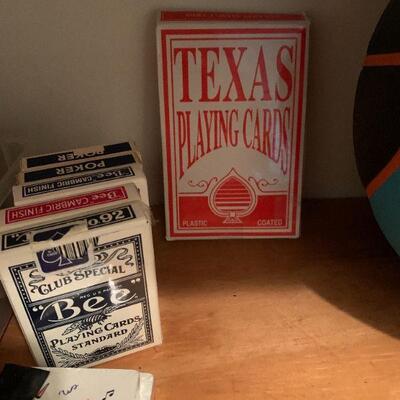 TEXAS
PLAYING CARDS
PLASTIC COATED
POKER
POKER
Bee CAMBRIC FINISH
Bee CAMBRIC FINISH
No.92
CLUB SPECIAL
"Bee"
PLAYING CARDS
STANDARD